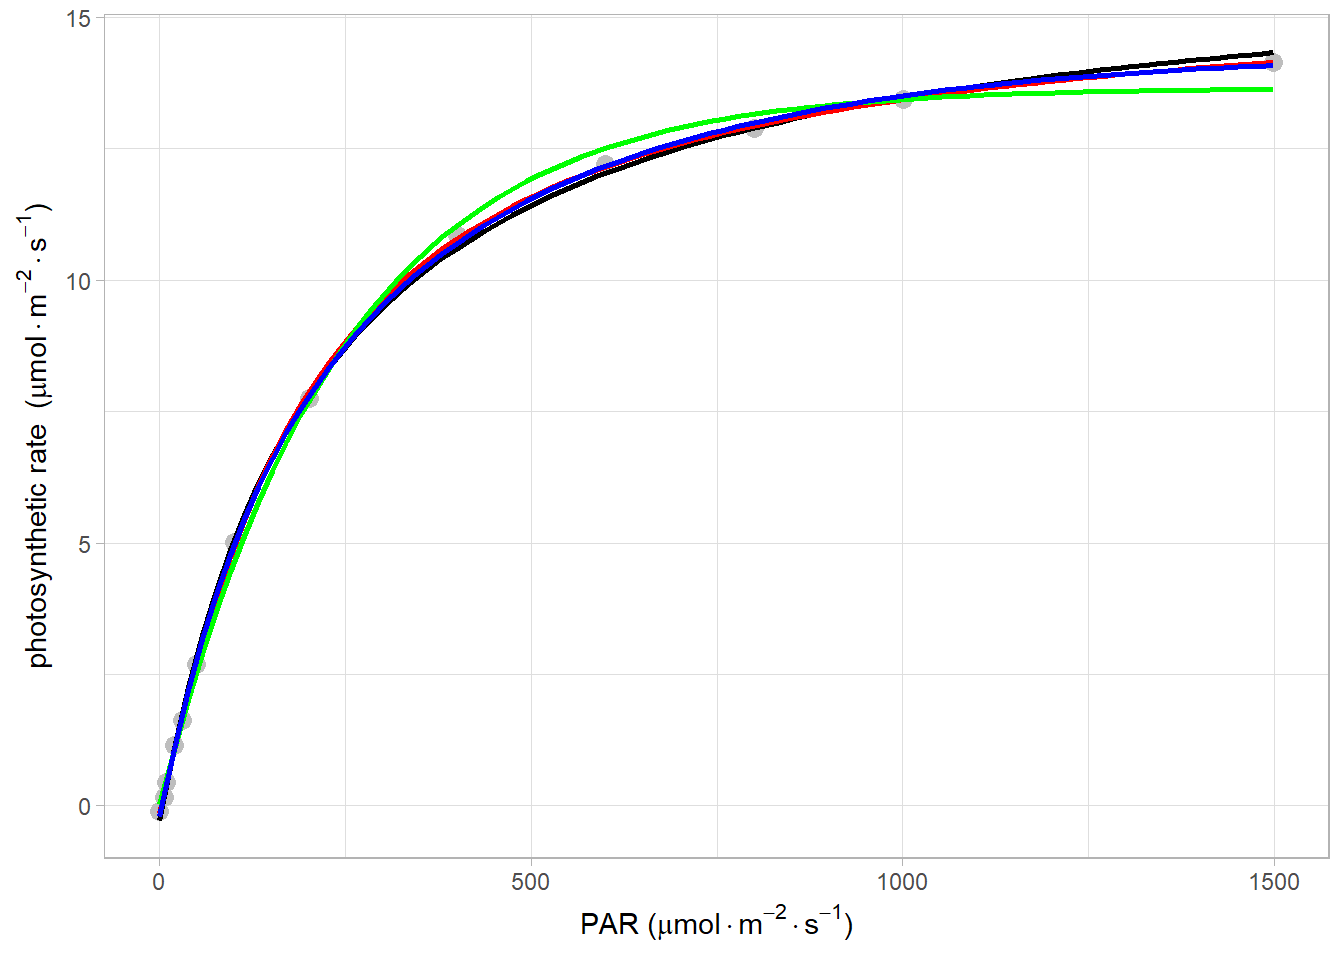 15
10
5
0
photosynthetic rate (μmol · m⁻² · s⁻¹)
0 500 1000 1500
PAR (μmol · m⁻² · s⁻¹)